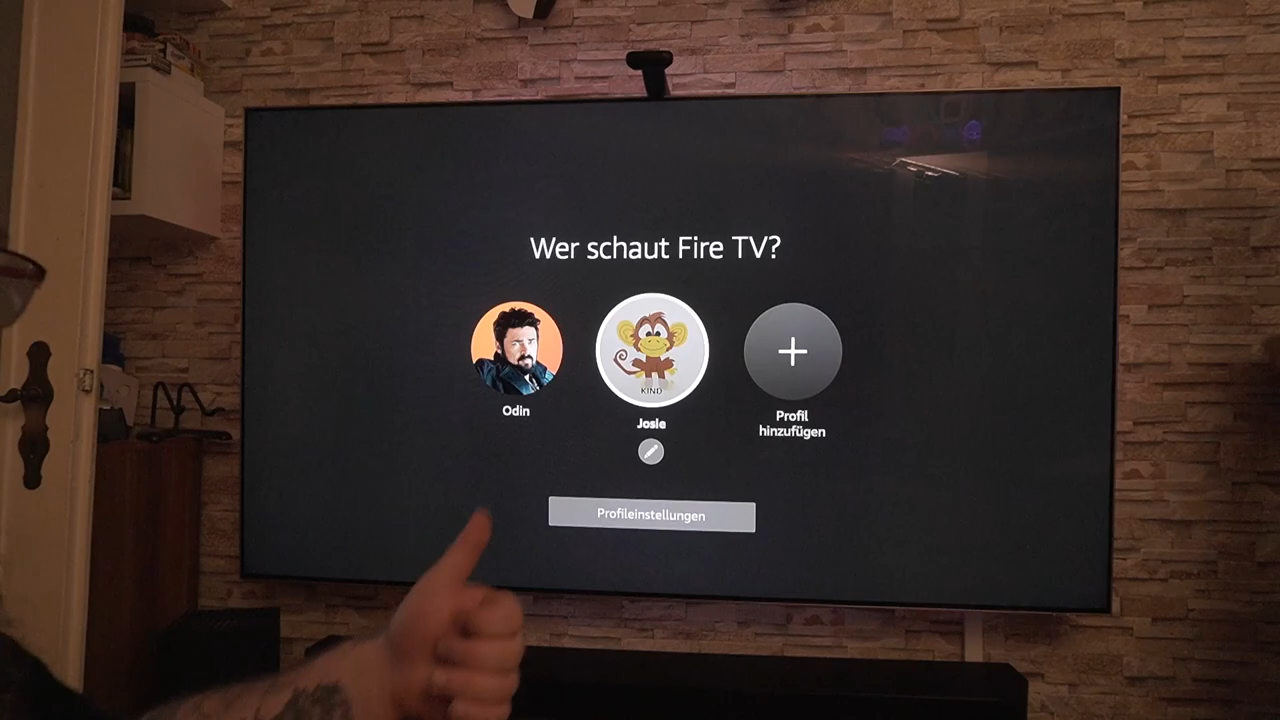 Wer schaut Fire TV?
KIND
Odin
Josie
Profil
hinzufügen
Profileinstellungen